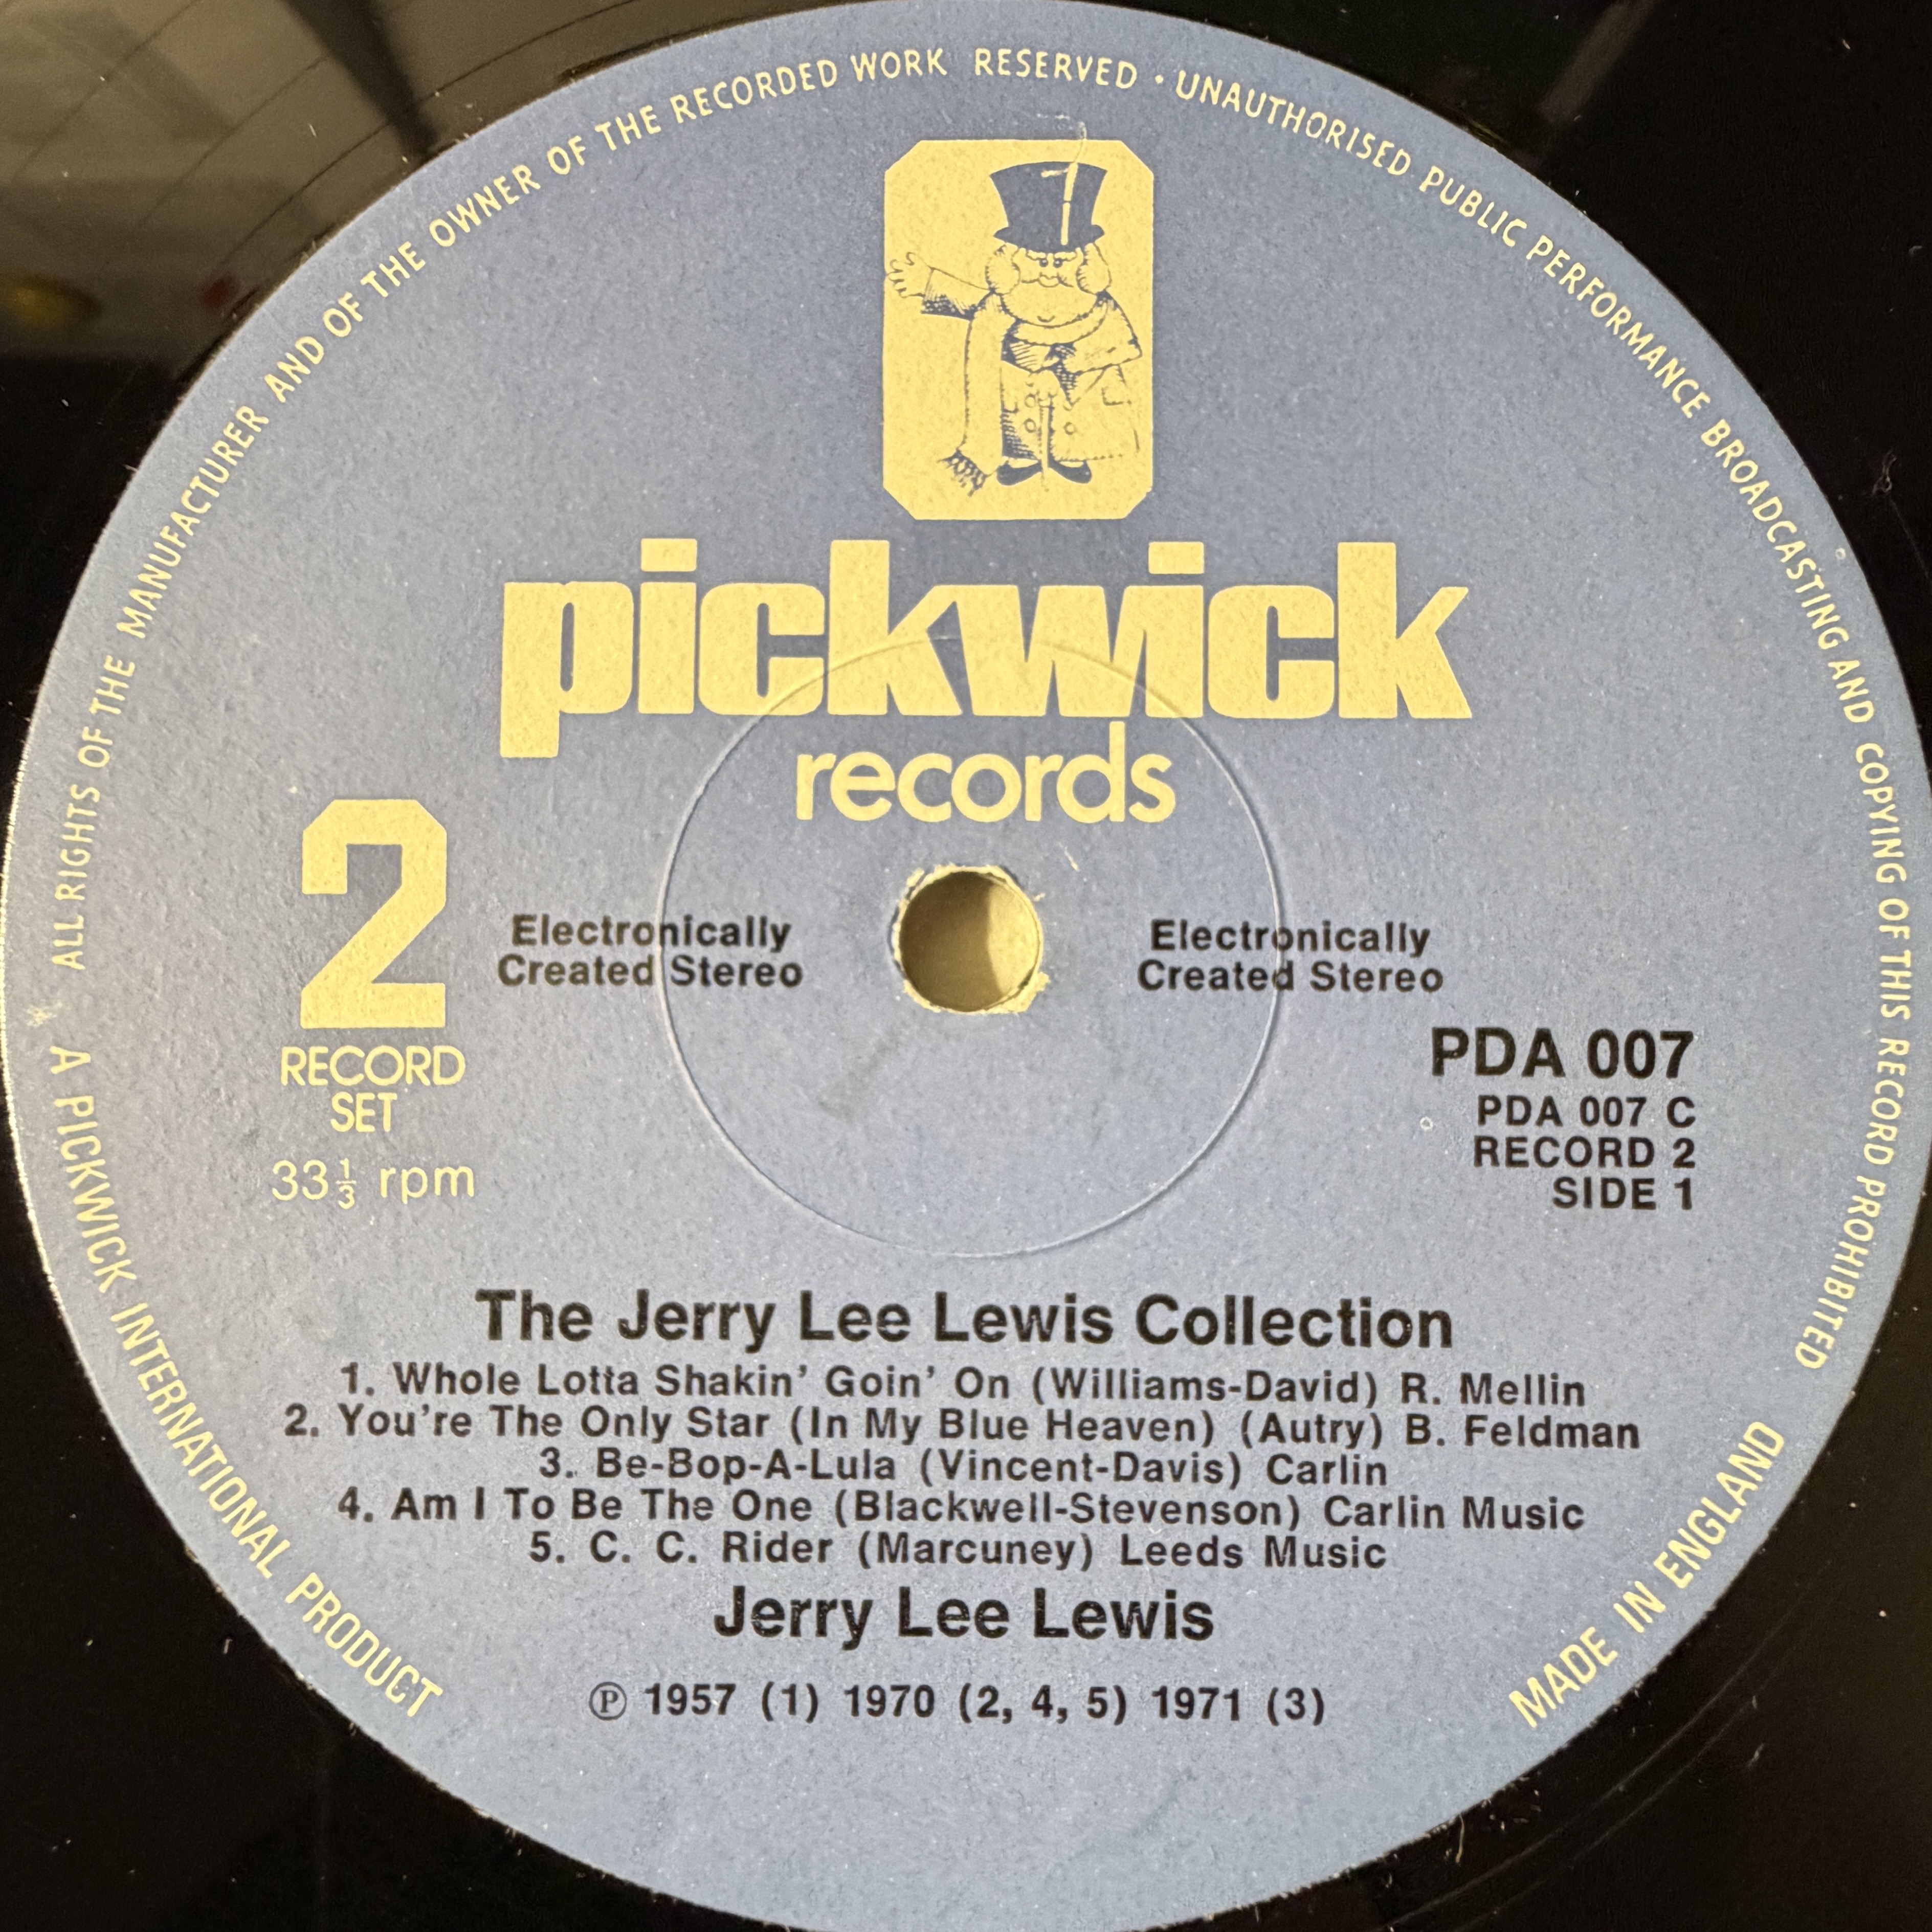 ALL RIGHTS OF THE MANUFACTURER AND OF THE OWNER OF THE RECORDED WORK RESERVED · UNAUTHORISED PUBLIC PERFORMANCE BROADCASTING AND COPYING OF THIS RECORD PROHIBITED
pickwick
records
2
RECORD
SET
33⅓ rpm
Electronically
Created Stereo
Electronically
Created Stereo
PDA 007
PDA 007 C
RECORD 2
SIDE 1
The Jerry Lee Lewis Collection
1. Whole Lotta Shakin' Goin' On (Williams-David) R. Mellin
2. You're The Only Star (In My Blue Heaven) (Autry) B. Feldman
3. Be-Bop-A-Lula (Vincent-Davis) Carlin
4. Am I To Be The One (Blackwell-Stevenson) Carlin Music
5. C. C. Rider (Marcuney) Leeds Music
Jerry Lee Lewis
℗ 1957 (1) 1970 (2, 4, 5) 1971 (3)
A PICKWICK INTERNATIONAL PRODUCT
MADE IN ENGLAND